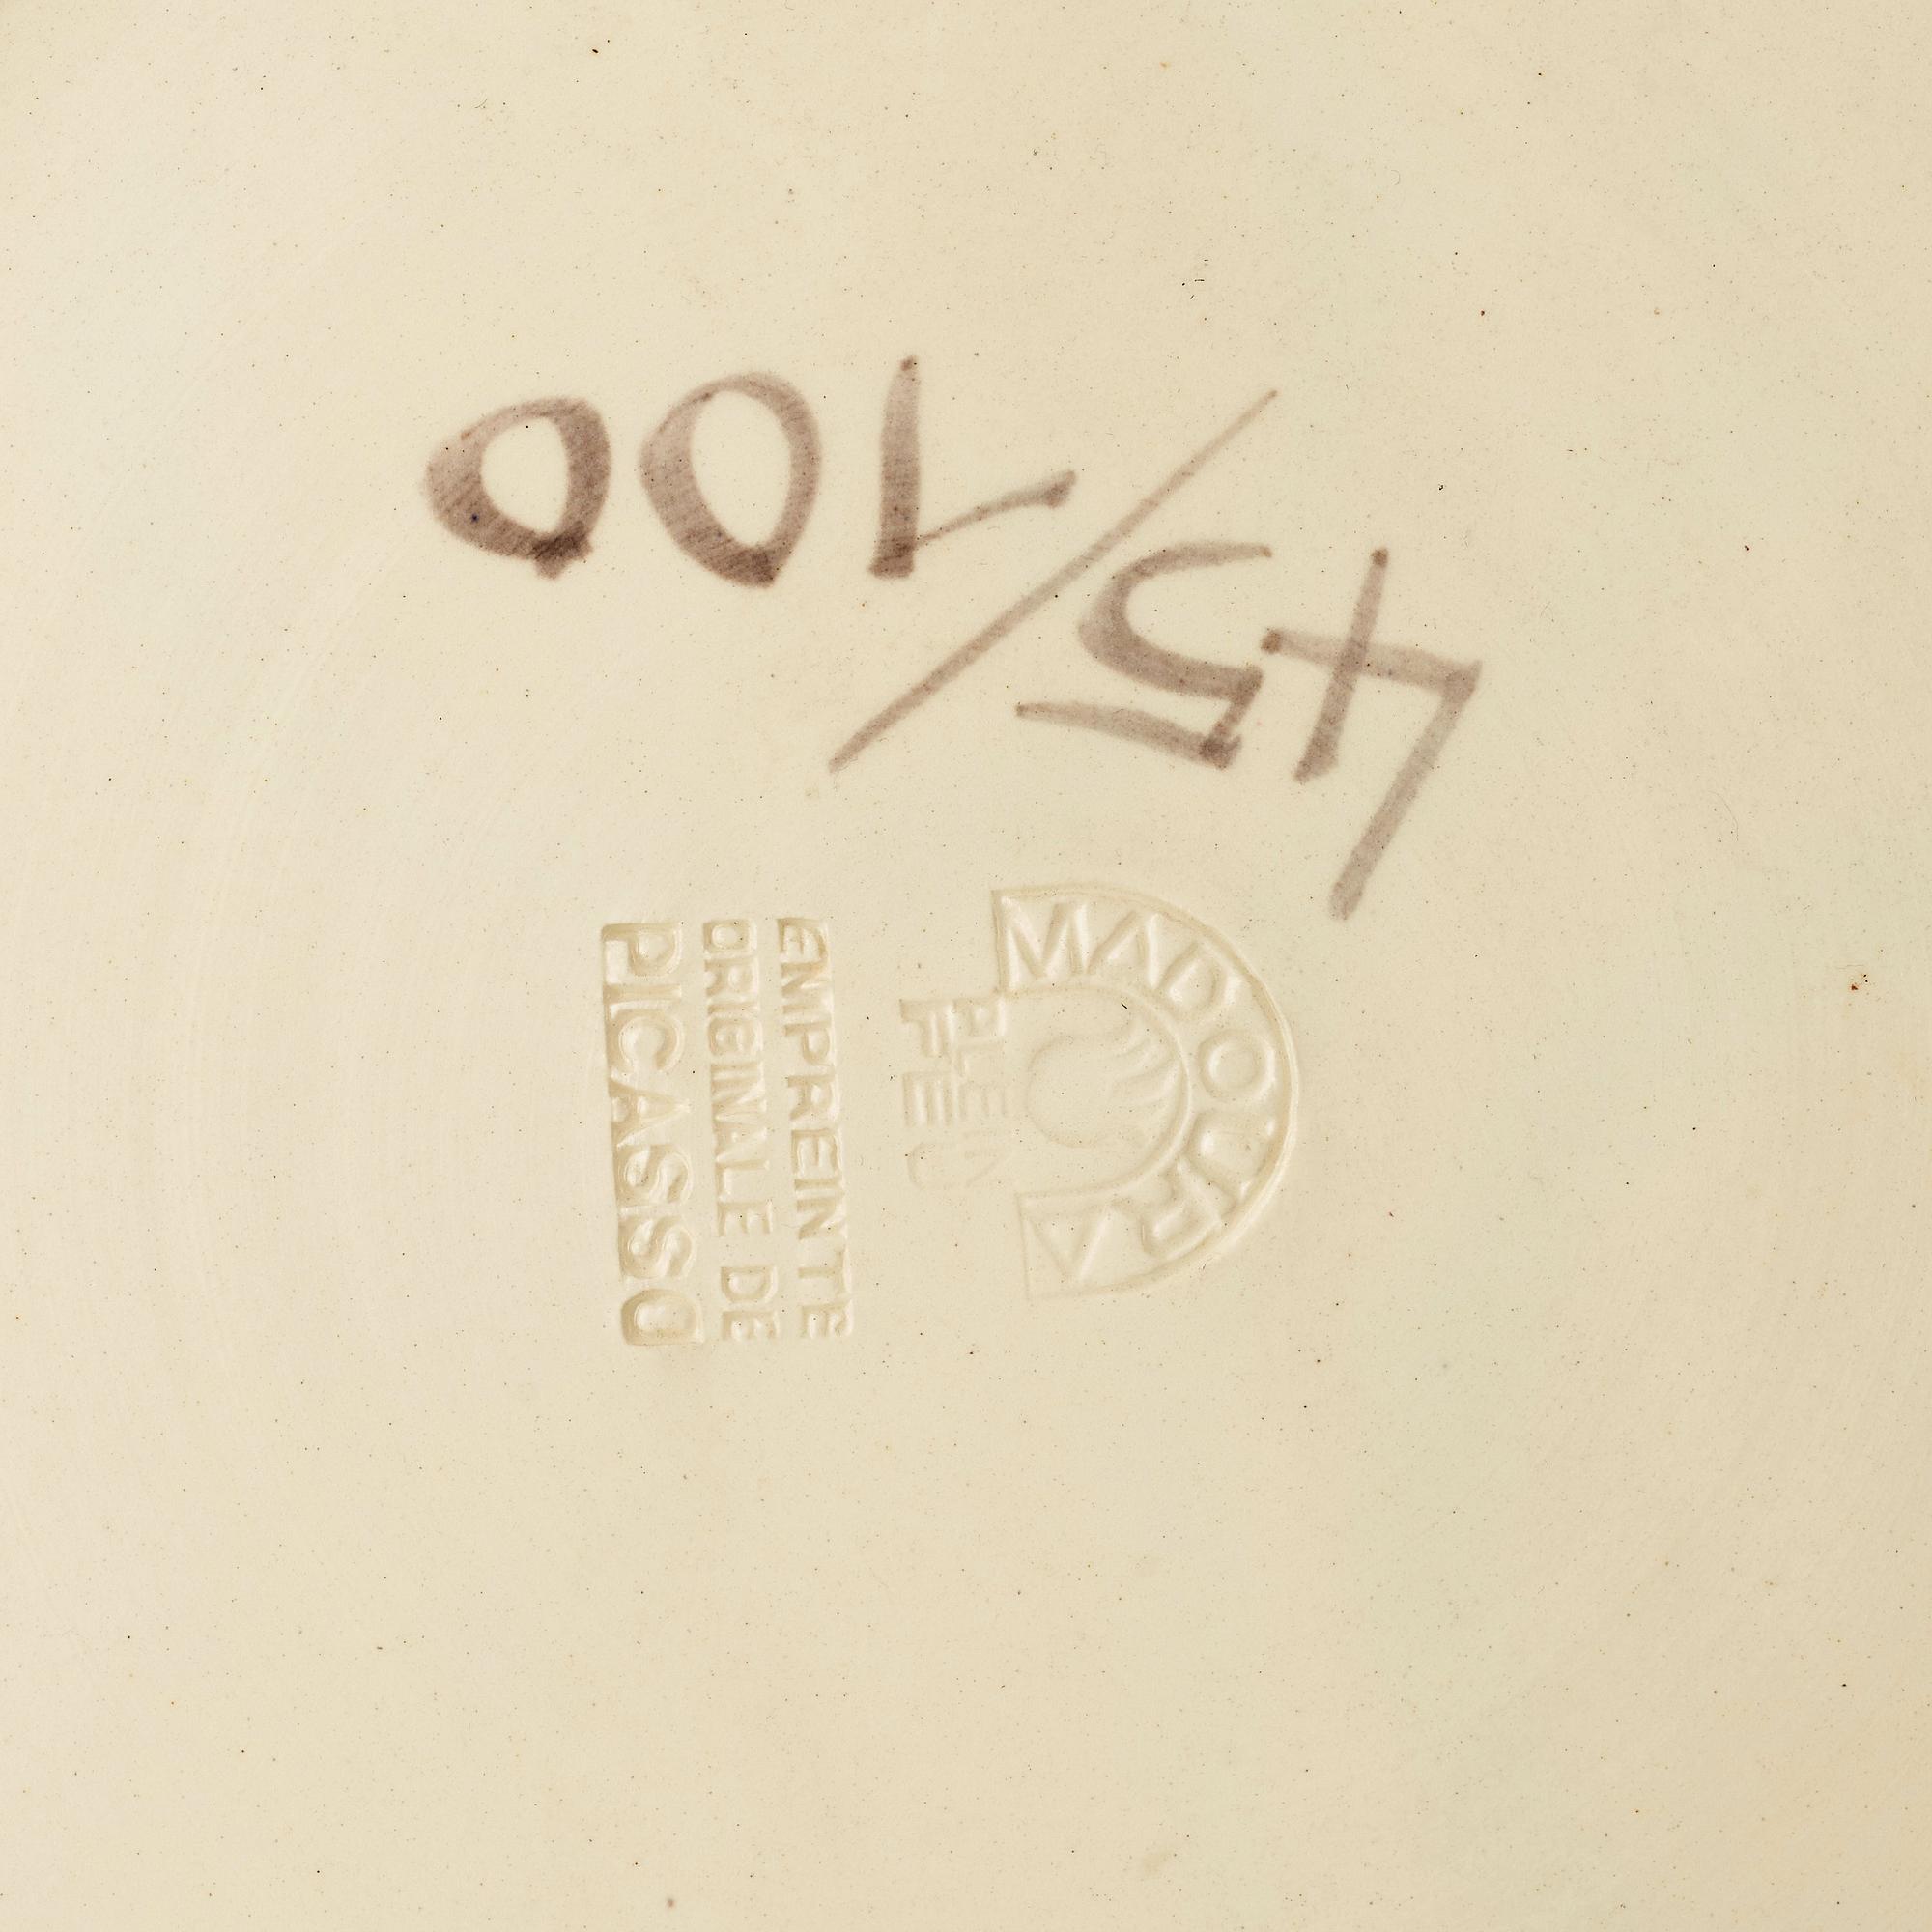 45/100
MADOURA
PLEIN
FEU
EMPREINTE
ORIGINALE DE
PICASSO